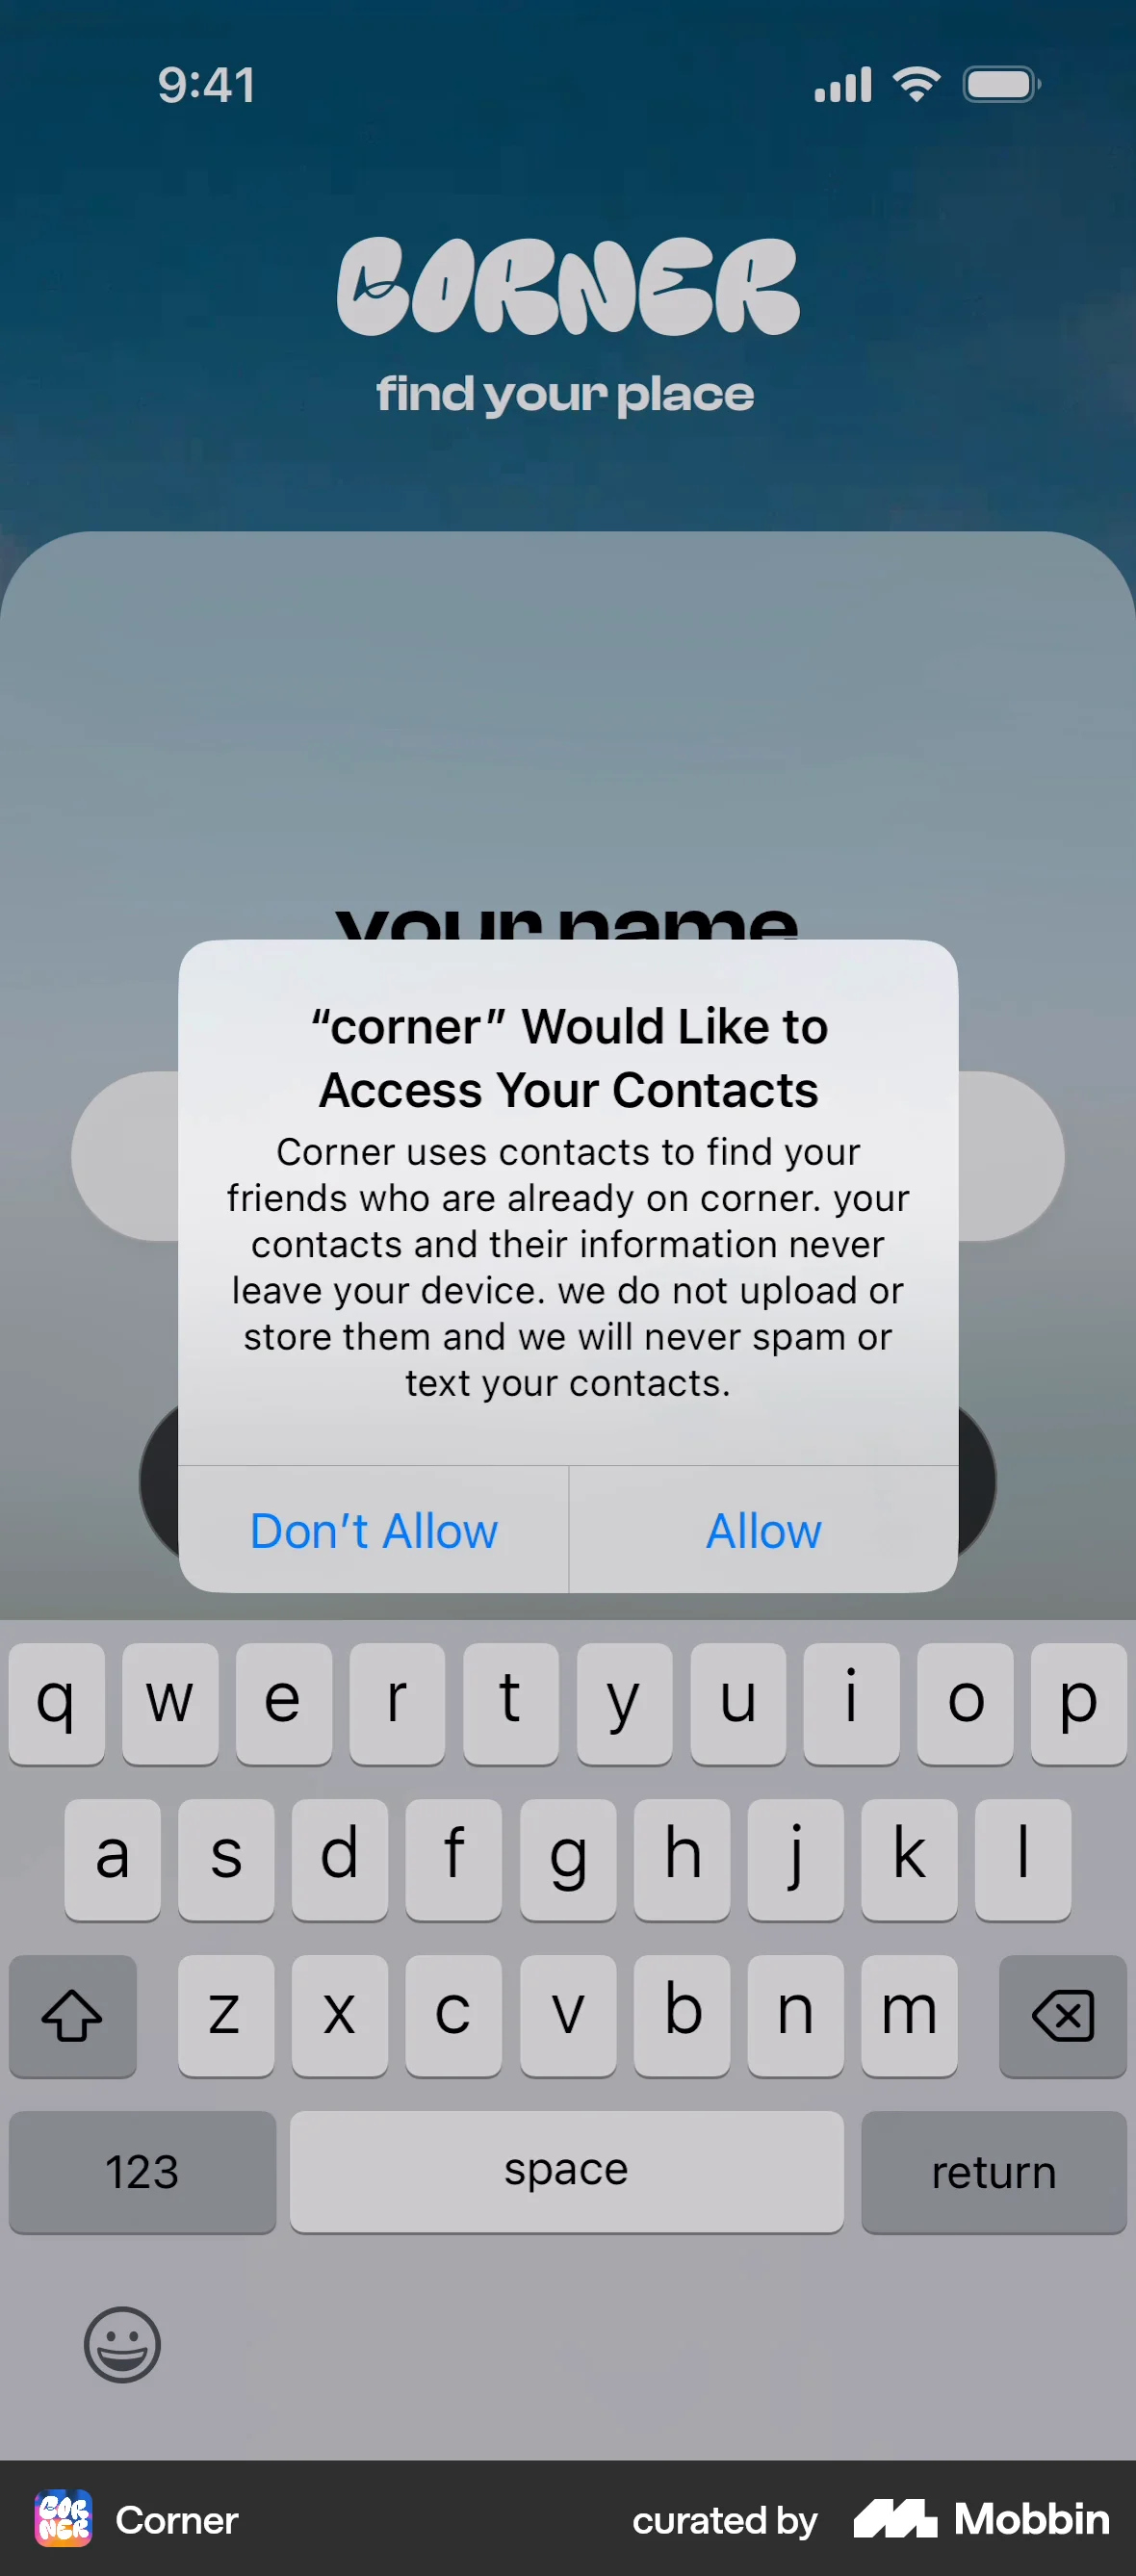 9:41
CORNER
find your place
your name
“corner” Would Like to
Access Your Contacts
Corner uses contacts to find your
friends who are already on corner. your
contacts and their information never
leave your device. we do not upload or
store them and we will never spam or
text your contacts.
Don’t Allow Allow
q w e r t y u i o p
a s d f g h j k l
z x c v b n m
123 space return
CORNER Corner curated by Mobbin